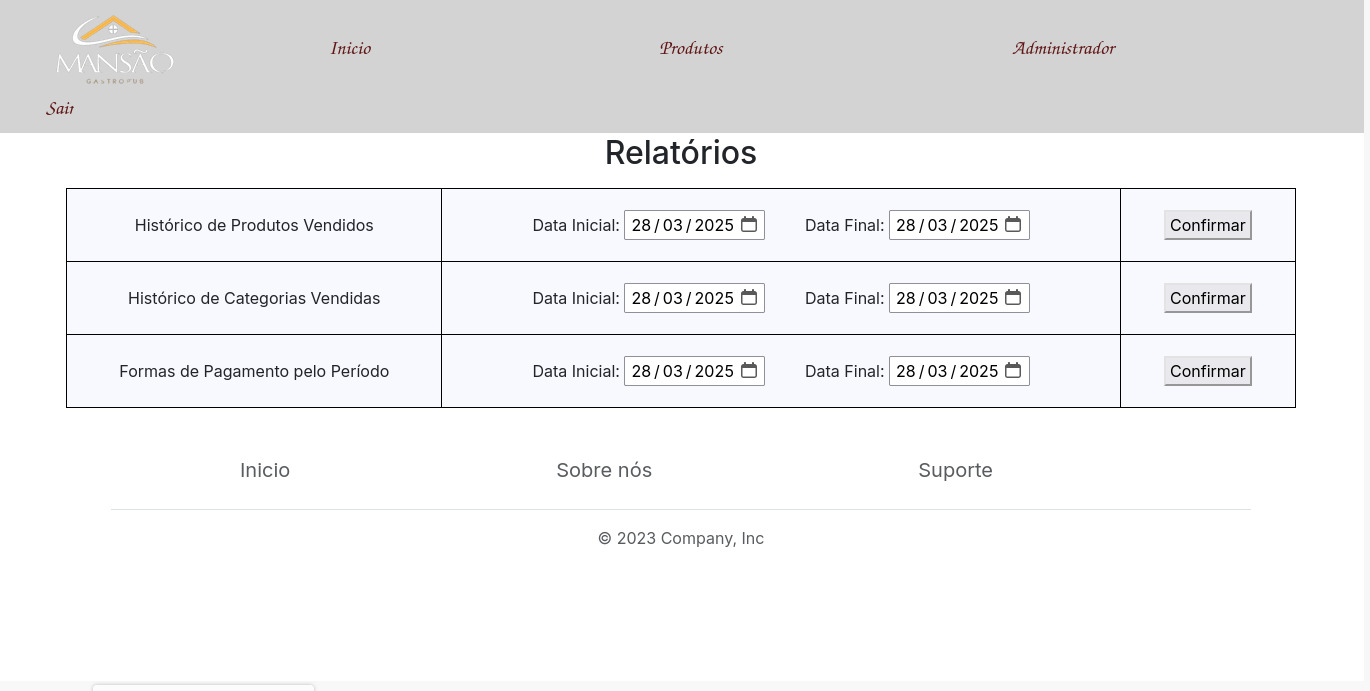 MANSÃO
GASTROPUB
Inicio Produtos Administrador
Sair
Relatórios
Histórico de Produtos Vendidos Data Inicial: 28/03/2025 Data Final: 28/03/2025 Confirmar
Histórico de Categorias Vendidas Data Inicial: 28/03/2025 Data Final: 28/03/2025 Confirmar
Formas de Pagamento pelo Período Data Inicial: 28/03/2025 Data Final: 28/03/2025 Confirmar
Inicio Sobre nós Suporte
© 2023 Company, Inc